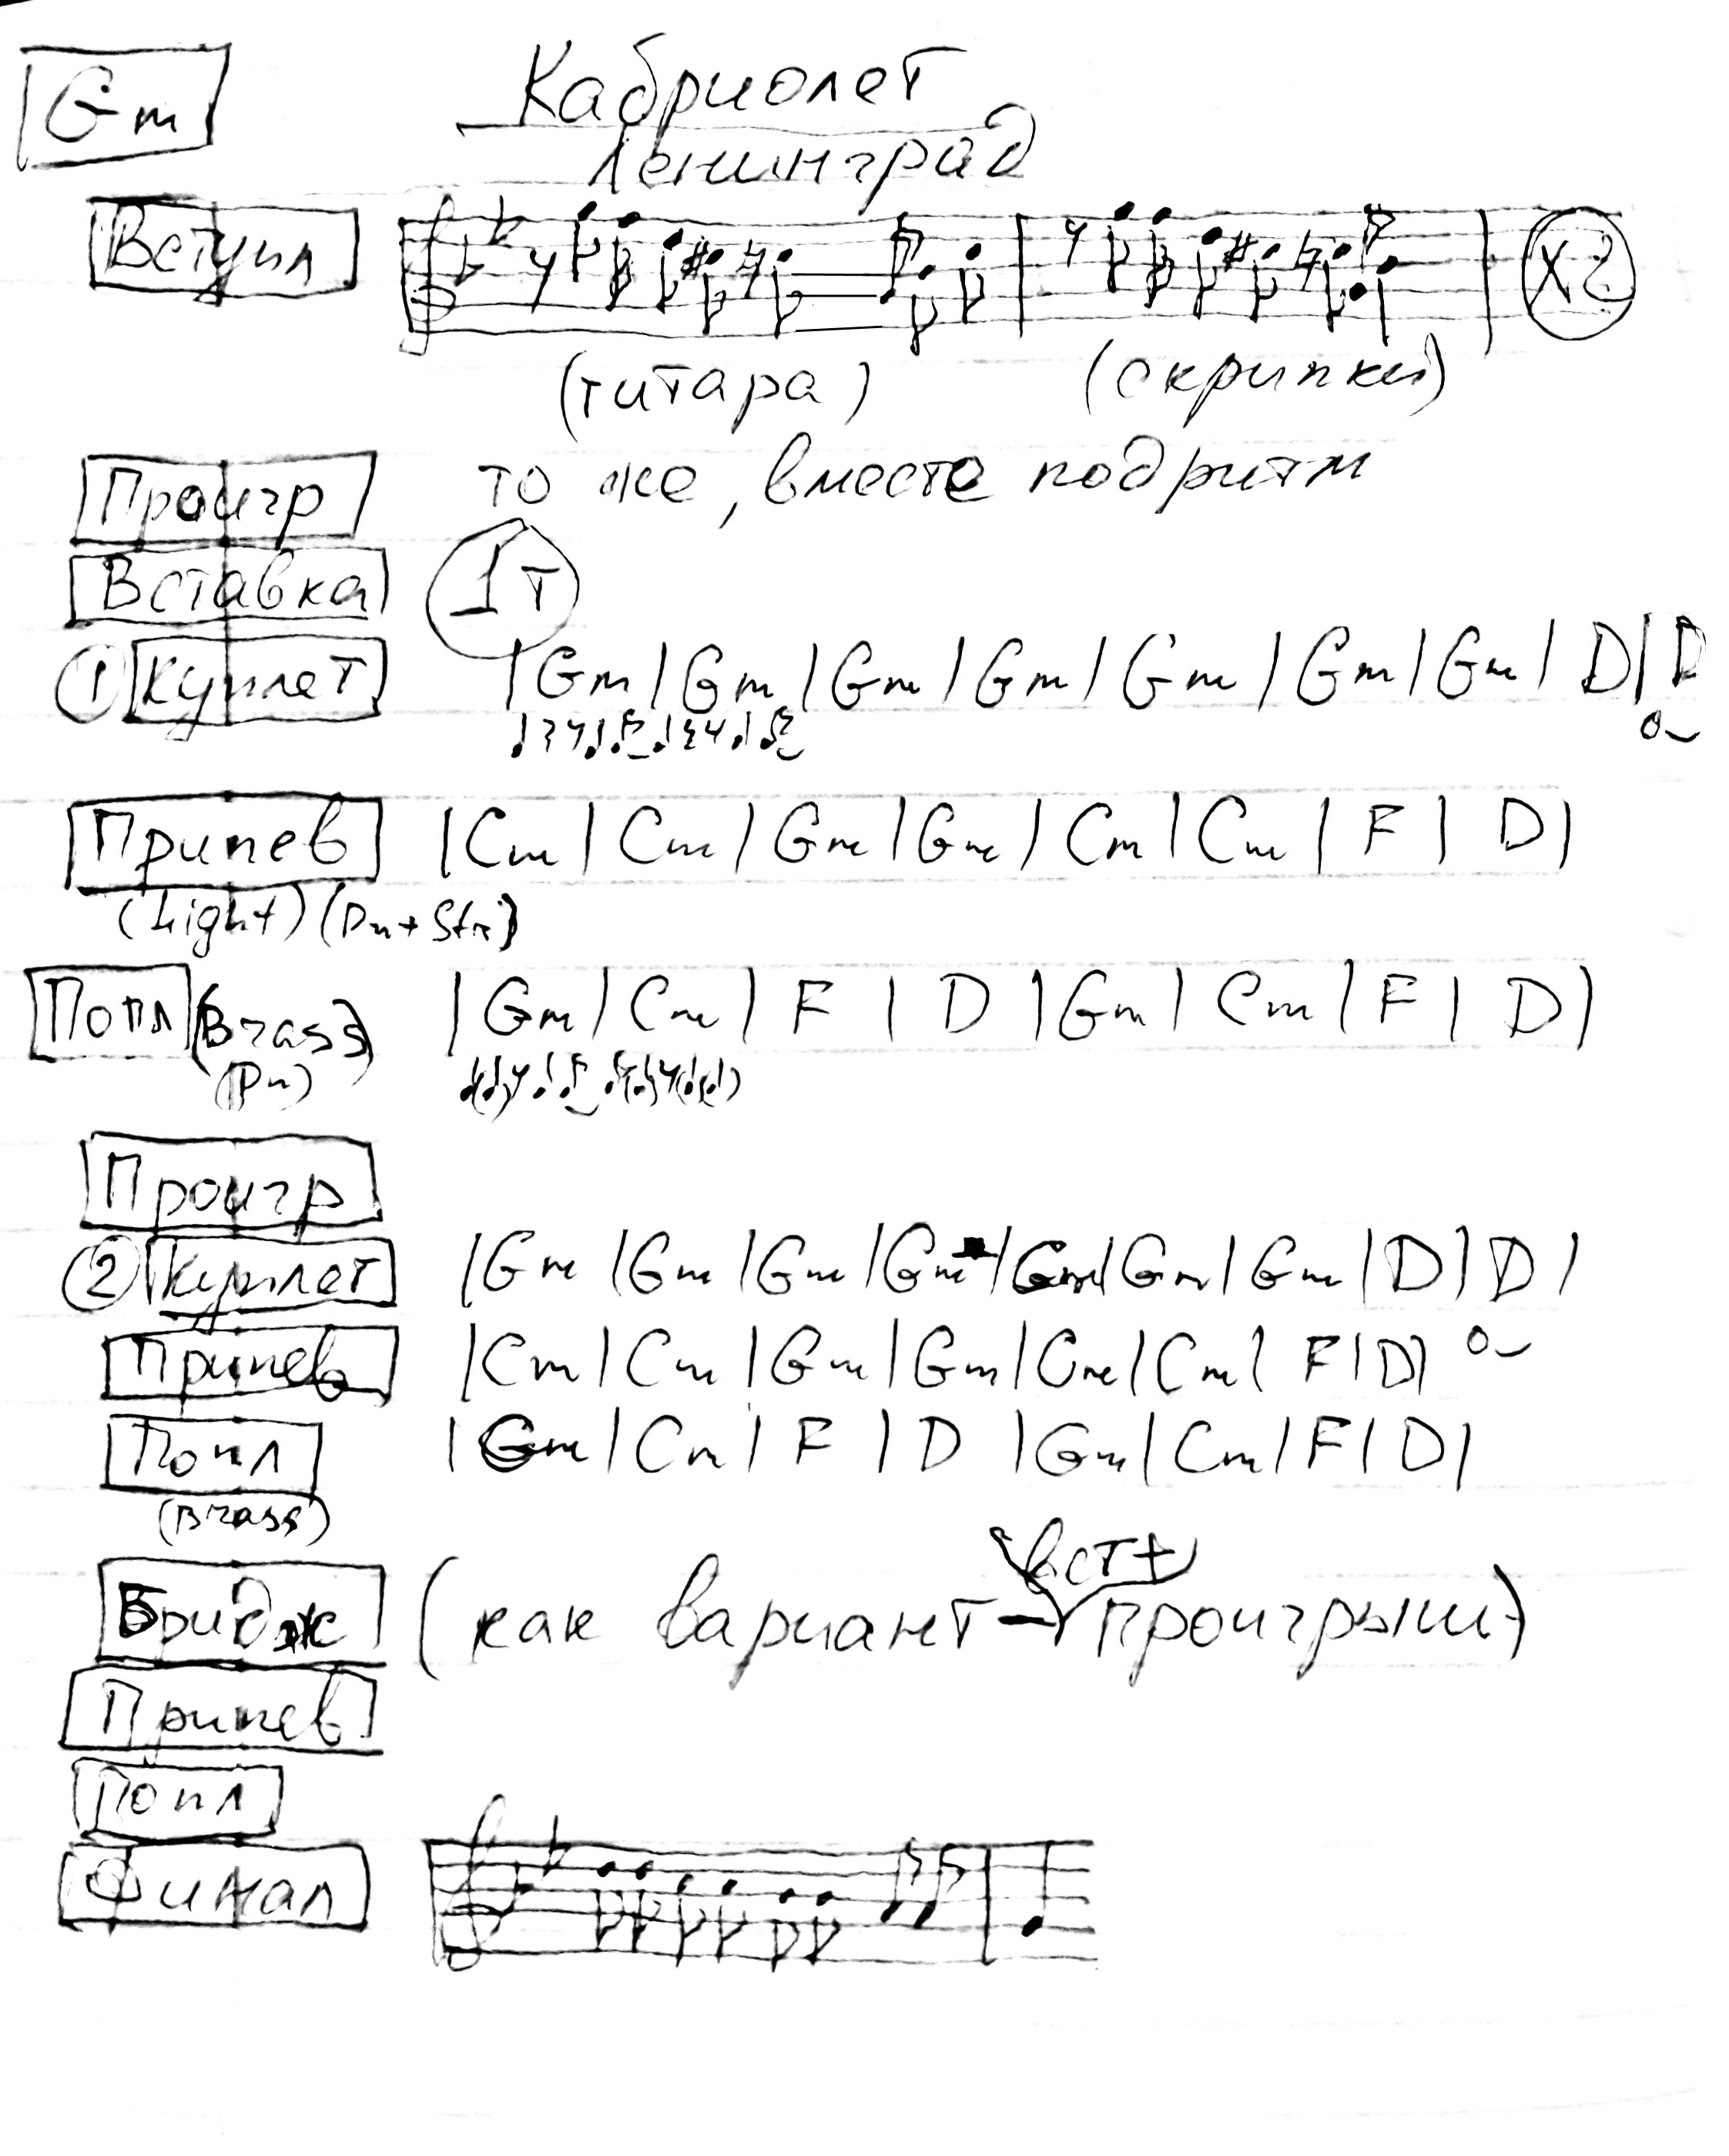 Gm Кабриолет
Ленинград
Вступл х2
(гитара) (скрипки)
Проигр то же, вместе подритм
Вставка 1т
1 Куплет | Gm | Gm | Gm | Gm | Gm | Gm | Gm | D | D
Припев | Cm | Cm | Gm | Gm | Cm | Cm | F | D |
(Light) (Pn + Str)
Попл (Brass) | Gm | Cm | F | D | Gm | Cm | F | D |
(Pn)
Проигр
2 Куплет | Gm | Gm | Gm | Gm | Gm | Gm | Gm | D | D |
Припев | Cm | Cm | Gm | Gm | Cm | Cm | F | D |
Попл | Gm | Cm | F | D | Gm | Cm | F | D |
(Brass)
вст +
Бридж (как вариант – проигрыш)
Припев
Попл
Финал